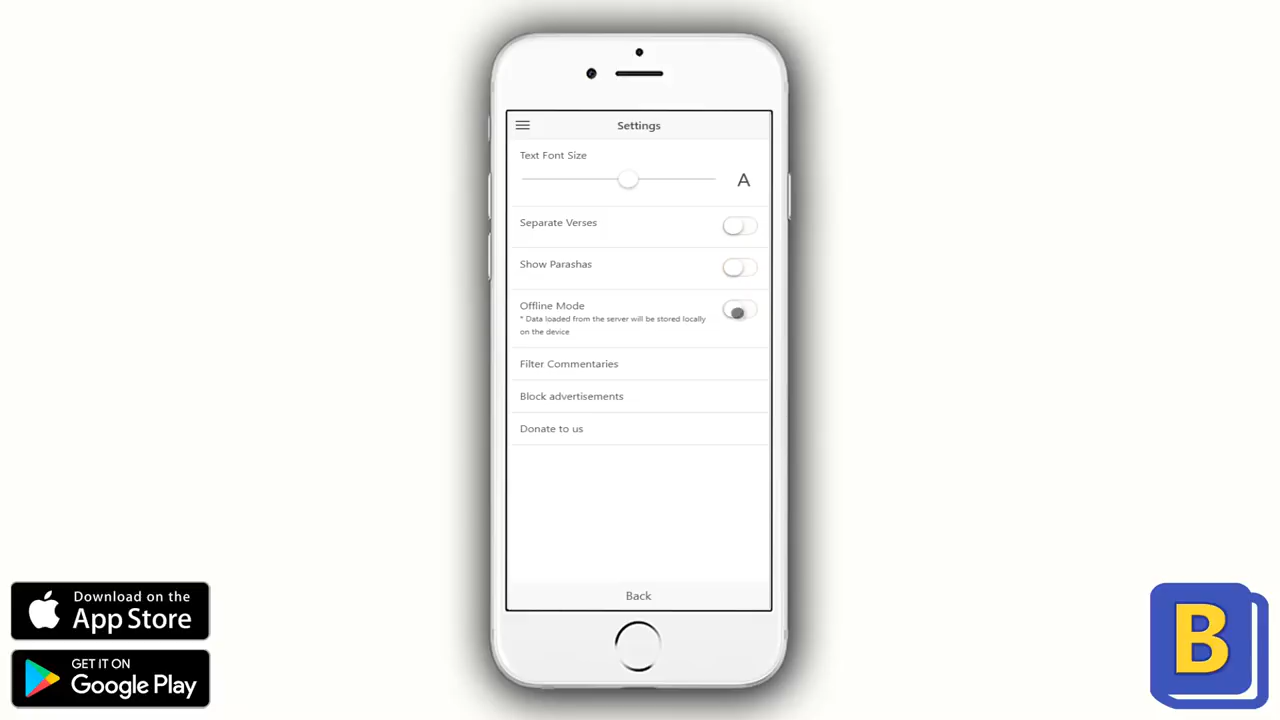 Settings
Text Font Size
A
Separate Verses
Show Parashas
Offline Mode
* Data loaded from the server will be stored locally
on the device
Filter Commentaries
Block advertisements
Donate to us
Back
Download on the
App Store
GET IT ON
Google Play
B